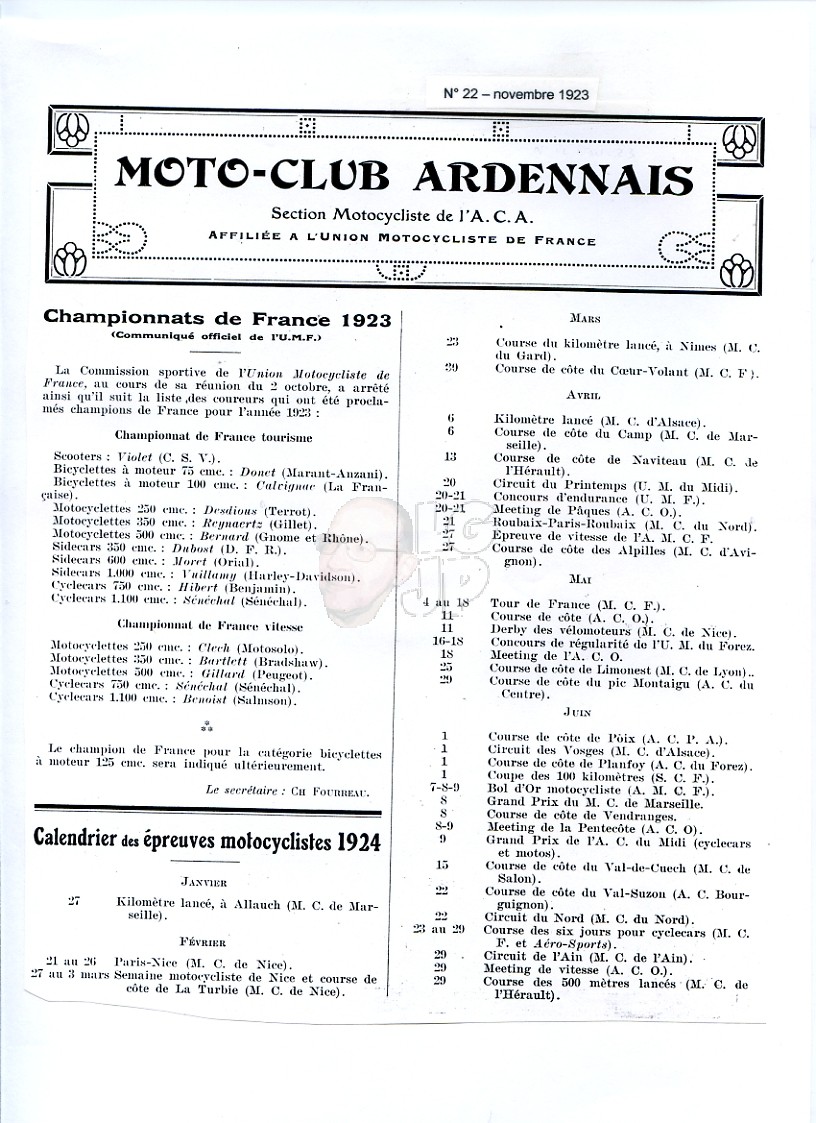 N° 22 – novembre 1923
MOTO-CLUB ARDENNAIS
Section Motocycliste de l'A. C. A.
AFFILIÉE A L'UNION MOTOCYCLISTE DE FRANCE
Championnats de France 1923
(Communiqué officiel de l'U.M.F.)
La Commission sportive de l'Union Motocycliste de
France, au cours de sa réunion du 2 octobre, a arrêté
ainsi qu'il suit la liste des coureurs qui ont été procla-
més champions de France pour l'année 1923 :
Championnat de France tourisme
Scooters : Violet (C. S. V.).
Bicyclettes à moteur 75 cmc. : Donet (Marant-Anzani).
Bicyclettes à moteur 100 cmc. : Calvignac (La Fran-
çaise).
Motocyclettes 250 cmc. : Desdious (Terrot).
Motocyclettes 350 cmc. : Reynaertz (Gillet).
Motocyclettes 500 cmc. : Bernard (Gnome et Rhône).
Sidecars 350 cmc. : Dubost (D. F. R.).
Sidecars 600 cmc. : Moret (Orial).
Sidecars 1.000 cmc. : Vuillamy (Harley-Davidson).
Cyclecars 750 cmc. : Hibert (Benjamin).
Cyclecars 1.100 cmc. : Sénéchal (Sénéchal).
Championnat de France vitesse
Motocyclettes 250 cmc. : Clech (Motosolo).
Motocyclettes 350 cmc. : Bartlett (Bradshaw).
Motocyclettes 500 cmc. : Gillard (Peugeot).
Cyclecars 750 cmc. : Sénéchal (Sénéchal).
Cyclecars 1.100 cmc. : Benoist (Salmson).
Le champion de France pour la catégorie bicyclettes
à moteur 125 cmc. sera indiqué ultérieurement.
Le secrétaire : CH FOURREAU.
Calendrier des épreuves motocyclistes 1924
JANVIER
27 Kilomètre lancé, à Allauch (M. C. de Mar-
seille).
FÉVRIER
21 au 26 Paris-Nice (M. C. de Nice).
27 au 3 mars Semaine motocycliste de Nice et course de
côte de La Turbie (M. C. de Nice).
MARS
23 Course du kilomètre lancé, à Nimes (M. C.
du Gard).
29 Course de côte du Cœur-Volant (M. C. F).
AVRIL
6 Kilomètre lancé (M. C. d'Alsace).
6 Course de côte du Camp (M. C. de Mar-
seille).
13 Course de côte de Naviteau (M. C. de
l'Hérault).
20 Circuit du Printemps (U. M. du Midi).
20-21 Concours d'endurance (U. M. F.).
20-21 Meeting de Pâques (A. C. O.).
21 Roubaix-Paris-Roubaix (M. C. du Nord).
27 Epreuve de vitesse de l'A. M. C. F.
27 Course de côte des Alpilles (M. C. d'Avi-
gnon).
MAI
4 au 18 Tour de France (M. C. F.).
11 Course de côte (A. C. O.).
11 Derby des vélomoteurs (M. C. de Nice).
16-18 Concours de régularité de l'U. M. du Forez.
18 Meeting de l'A. C. O.
25 Course de côte de Limonest (M. C. de Lyon)..
29 Course de côte du pic Montaigu (A. C. du
Centre).
JUIN
1 Course de côte de Pôix (A. C. P. A.).
1 Circuit des Vosges (M. C. d'Alsace).
1 Course de côte de Planfoy (A. C. du Forez).
1 Coupe des 100 kilomètres (S. C. F.).
7-8-9 Bol d'Or motocycliste (A. M. C. F.).
8 Grand Prix du M. C. de Marseille.
8 Course de côte de Vendranges.
8-9 Meeting de la Pentecôte (A. C. O).
9 Grand Prix de l'A. C. du Midi (cyclecars
et motos).
15 Course de côte du Val-de-Cuech (M. C. de
Salon).
22 Course de côte du Val-Suzon (A. C. Bour-
guignon).
22 Circuit du Nord (M. C. du Nord).
23 au 29 Course des six jours pour cyclecars (M. C.
F. et Aéro-Sports).
29 Circuit de l'Ain (M. C. de l'Ain).
29 Meeting de vitesse (A. C. O.).
29 Course des 500 mètres lancés (M. C. de
l'Hérault).